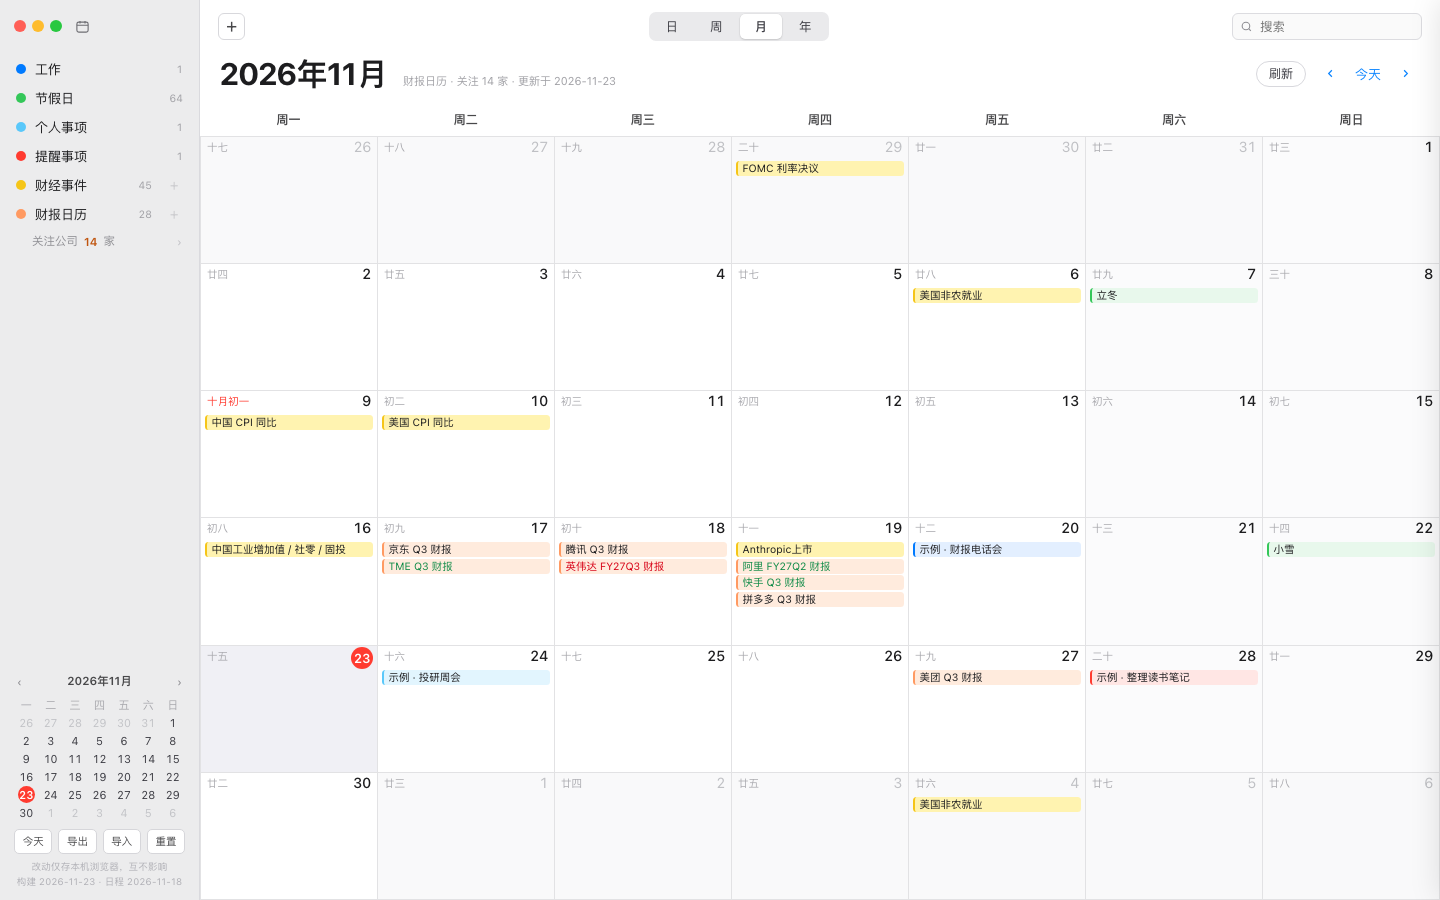 工作 1
节假日 64
个人事项 1
提醒事项 1
财经事件 45 +
财报日历 28 +
关注公司 14 家 ›
‹ 2026年11月 ›
一 二 三 四 五 六 日
26 27 28 29 30 31 1
2 3 4 5 6 7 8
9 10 11 12 13 14 15
16 17 18 19 20 21 22
23 24 25 26 27 28 29
30 1 2 3 4 5 6
今天 导出 导入 重置
改动仅存本机浏览器，互不影响
构建 2026-11-23 · 日程 2026-11-18
+
日 周 月 年
搜索
2026年11月 财报日历 · 关注 14 家 · 更新于 2026-11-23
刷新 ‹ 今天 ›
周一 周二 周三 周四 周五 周六 周日
十七 26 十八 27 十九 28 二十 29 廿一 30 廿二 31 廿三 1
FOMC 利率决议
廿四 2 廿五 3 廿六 4 廿七 5 廿八 6 廿九 7 三十 8
美国非农就业 立冬
十月初一 9 初二 10 初三 11 初四 12 初五 13 初六 14 初七 15
中国 CPI 同比 美国 CPI 同比
初八 16 初九 17 初十 18 十一 19 十二 20 十三 21 十四 22
中国工业增加值 / 社零 / 固投 京东 Q3 财报 腾讯 Q3 财报 Anthropic上市 示例 · 财报电话会 小雪
TME Q3 财报 英伟达 FY27Q3 财报 阿里 FY27Q2 财报
快手 Q3 财报
拼多多 Q3 财报
十五 23 十六 24 十七 25 十八 26 十九 27 二十 28 廿一 29
示例 · 投研周会 美团 Q3 财报 示例 · 整理读书笔记
廿二 30 廿三 1 廿四 2 廿五 3 廿六 4 廿七 5 廿八 6
美国非农就业